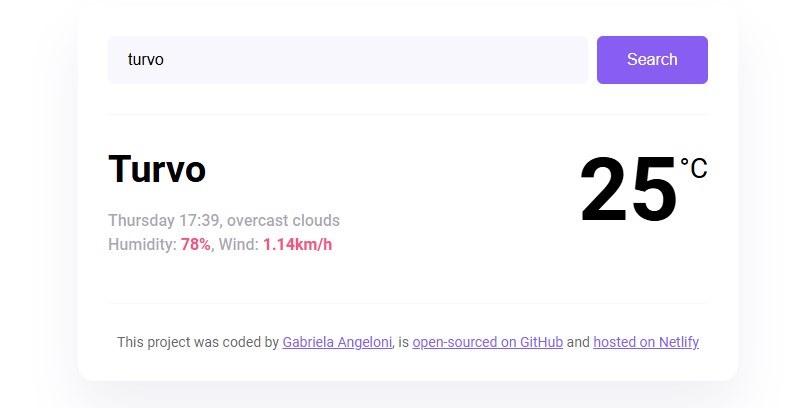 turvo
Search
Turvo
25°C
Thursday 17:39, overcast clouds
Humidity: 78%, Wind: 1.14km/h
This project was coded by Gabriela Angeloni, is open-sourced on GitHub and hosted on Netlify